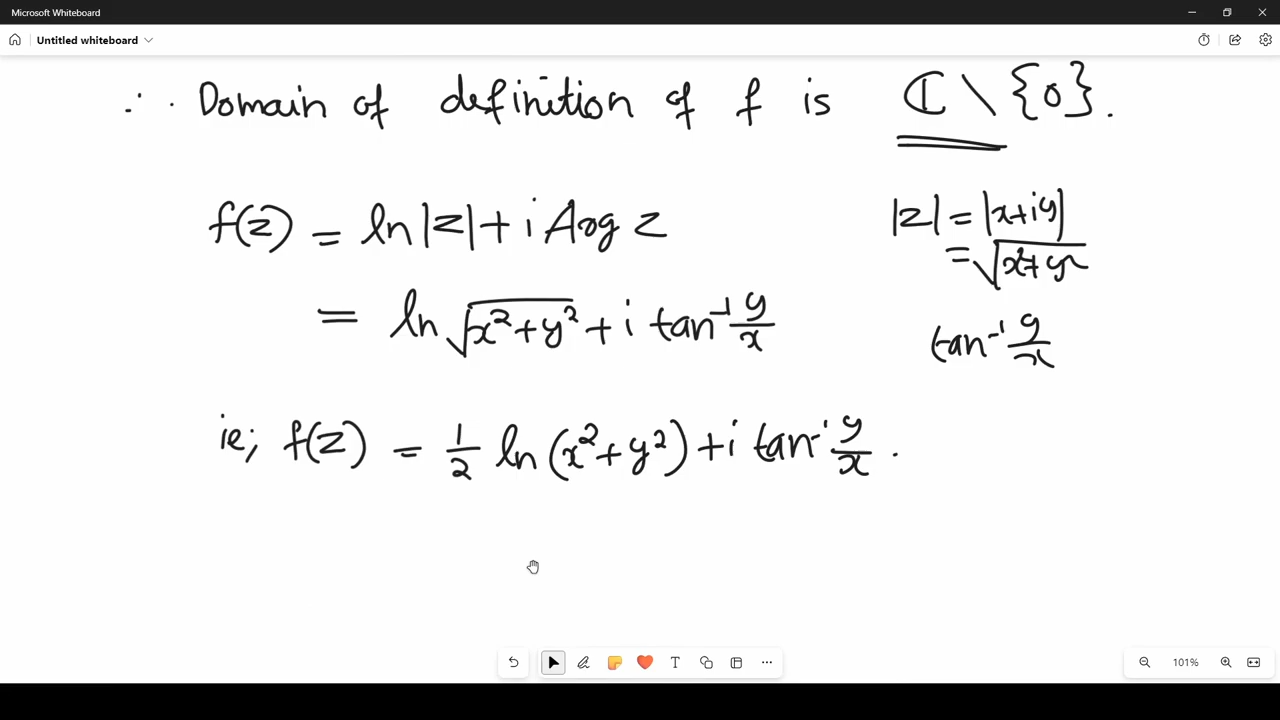 Microsoft Whiteboard
Untitled whiteboard
∴ Domain of definition of f is ℂ \ {0}.
f(z) = ln|z| + i Arg z
|z| = |x+iy|
= √(x²+y²)
= ln √(x²+y²) + i tan⁻¹ y/x
tan⁻¹ y/x
ie; f(z) = 1/2 ln(x²+y²) + i tan⁻¹ y/x .
101%